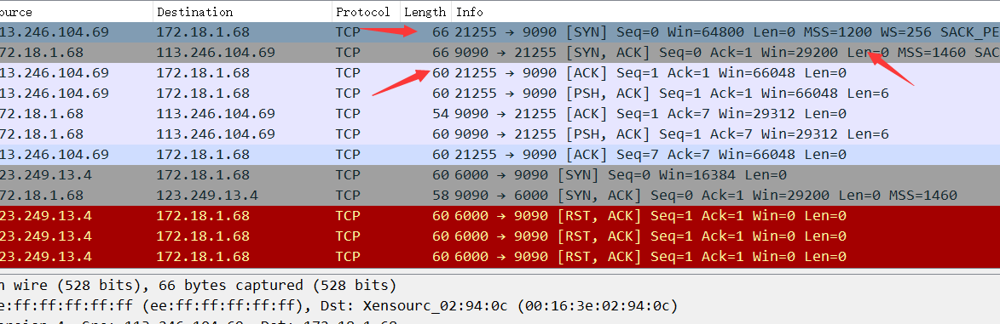 ource Destination Protocol Length Info
13.246.104.69 172.18.1.68 TCP 66 21255 → 9090 [SYN] Seq=0 Win=64800 Len=0 MSS=1200 WS=256 SACK_PE
72.18.1.68 113.246.104.69 TCP 66 9090 → 21255 [SYN, ACK] Seq=0 Ack=1 Win=29200 Len=0 MSS=1460 SAC
13.246.104.69 172.18.1.68 TCP 60 21255 → 9090 [ACK] Seq=1 Ack=1 Win=66048 Len=0
13.246.104.69 172.18.1.68 TCP 60 21255 → 9090 [PSH, ACK] Seq=1 Ack=1 Win=66048 Len=6
72.18.1.68 113.246.104.69 TCP 54 9090 → 21255 [ACK] Seq=1 Ack=7 Win=29312 Len=0
72.18.1.68 113.246.104.69 TCP 60 9090 → 21255 [PSH, ACK] Seq=1 Ack=7 Win=29312 Len=6
13.246.104.69 172.18.1.68 TCP 60 21255 → 9090 [ACK] Seq=7 Ack=7 Win=66048 Len=0
23.249.13.4 172.18.1.68 TCP 60 6000 → 9090 [SYN] Seq=0 Win=16384 Len=0
72.18.1.68 123.249.13.4 TCP 58 9090 → 6000 [SYN, ACK] Seq=0 Ack=1 Win=29200 Len=0 MSS=1460
23.249.13.4 172.18.1.68 TCP 60 6000 → 9090 [RST, ACK] Seq=1 Ack=1 Win=0 Len=0
23.249.13.4 172.18.1.68 TCP 60 6000 → 9090 [RST, ACK] Seq=1 Ack=1 Win=0 Len=0
23.249.13.4 172.18.1.68 TCP 60 6000 → 9090 [RST, ACK] Seq=1 Ack=1 Win=0 Len=0
n wire (528 bits), 66 bytes captured (528 bits)
e:ff:ff:ff:ff:ff (ee:ff:ff:ff:ff:ff), Dst: Xensourc_02:94:0c (00:16:3e:02:94:0c)